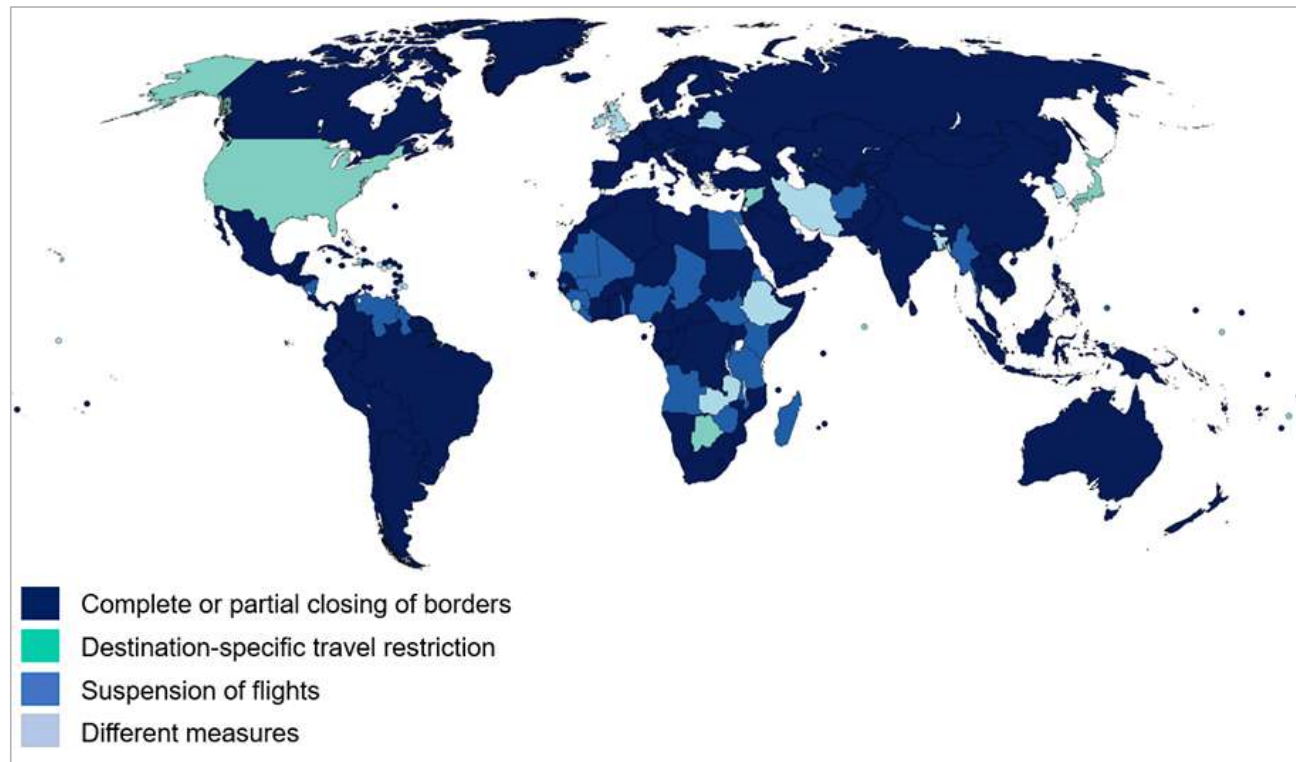 Complete or partial closing of borders
Destination-specific travel restriction
Suspension of flights
Different measures